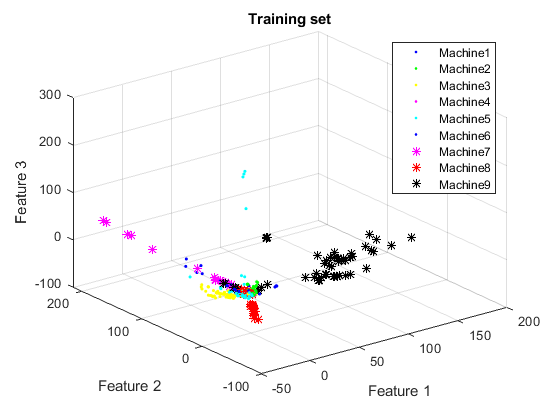 Training set
Machine1
Machine2
Machine3
Machine4
Machine5
Machine6
Machine7
Machine8
Machine9
Feature 3
300
200
100
0
-100
200
100
0
-100
Feature 2
-50
0
50
100
150
200
Feature 1